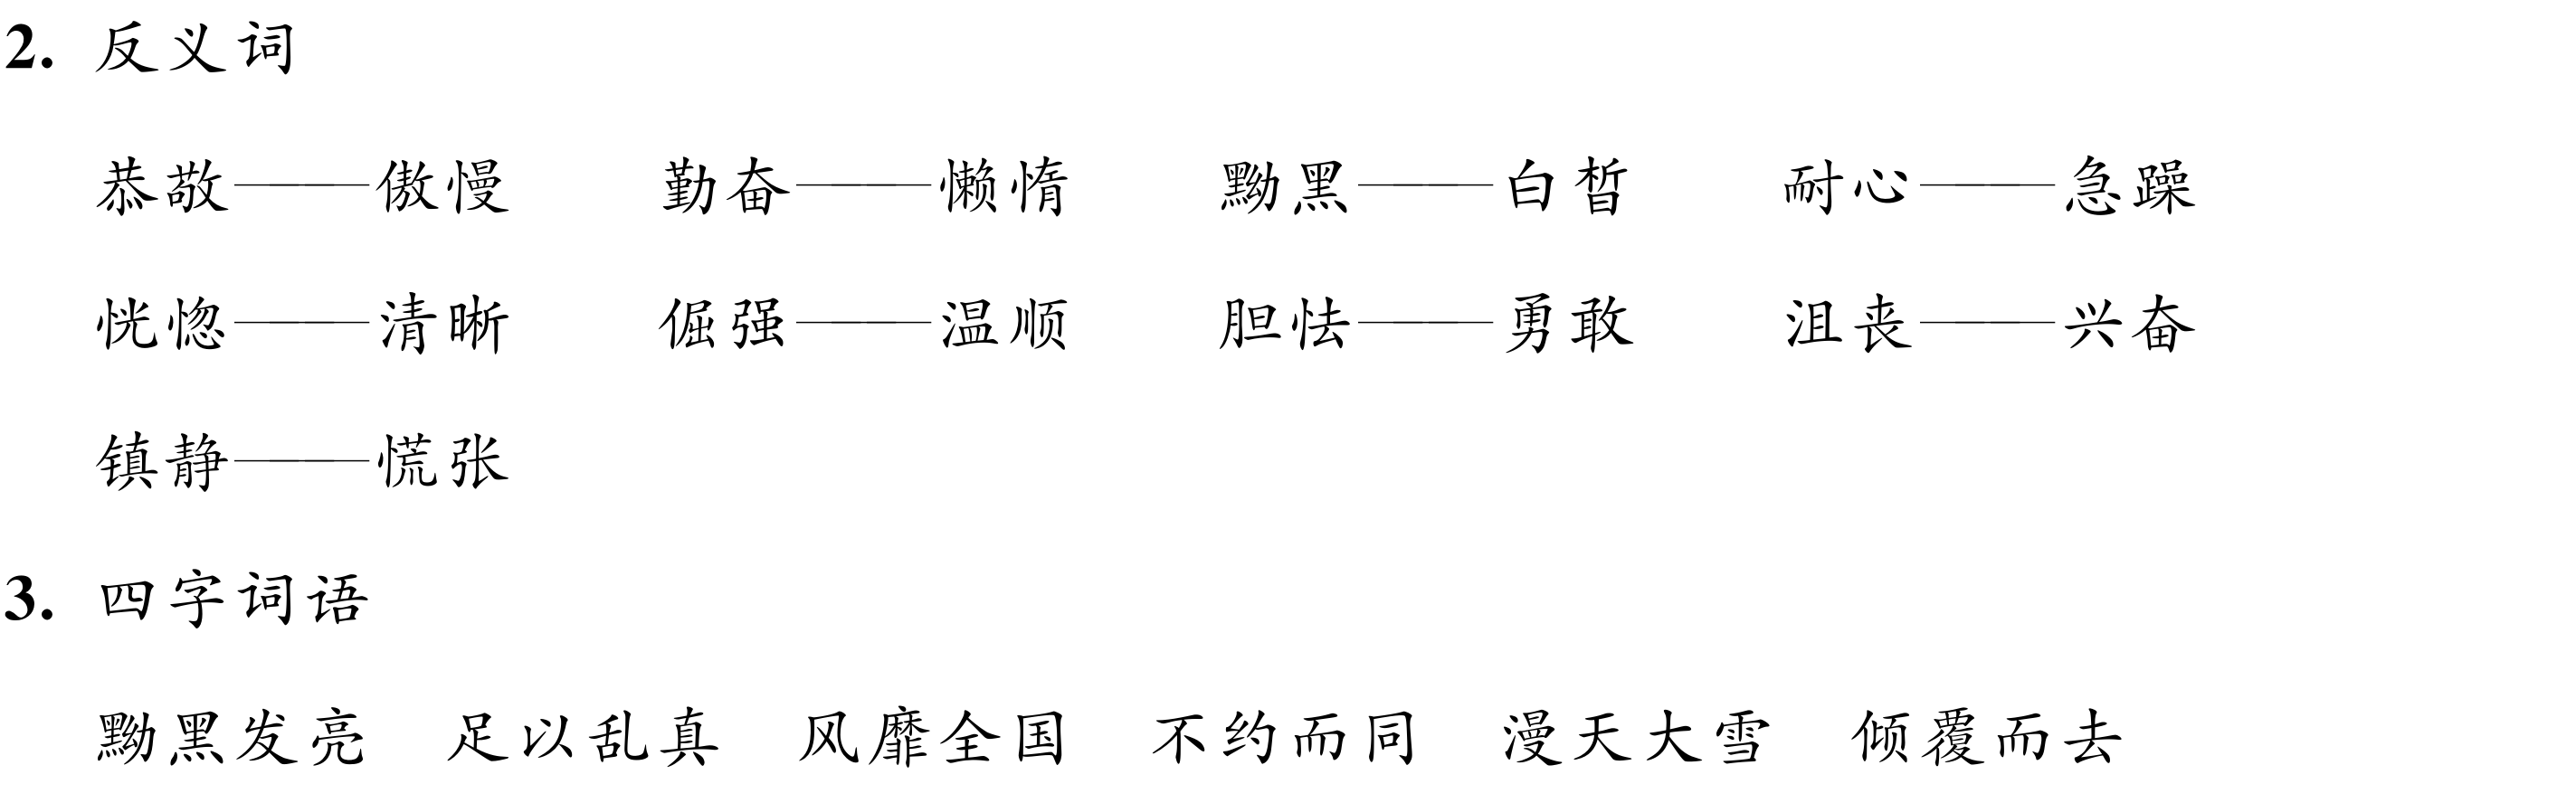 2. 反义词
恭敬——傲慢 勤奋——懒惰 黝黑——白皙 耐心——急躁
恍惚——清晰 倔强——温顺 胆怯——勇敢 沮丧——兴奋
镇静——慌张
3. 四字词语
黝黑发亮 足以乱真 风靡全国 不约而同 漫天大雪 倾覆而去